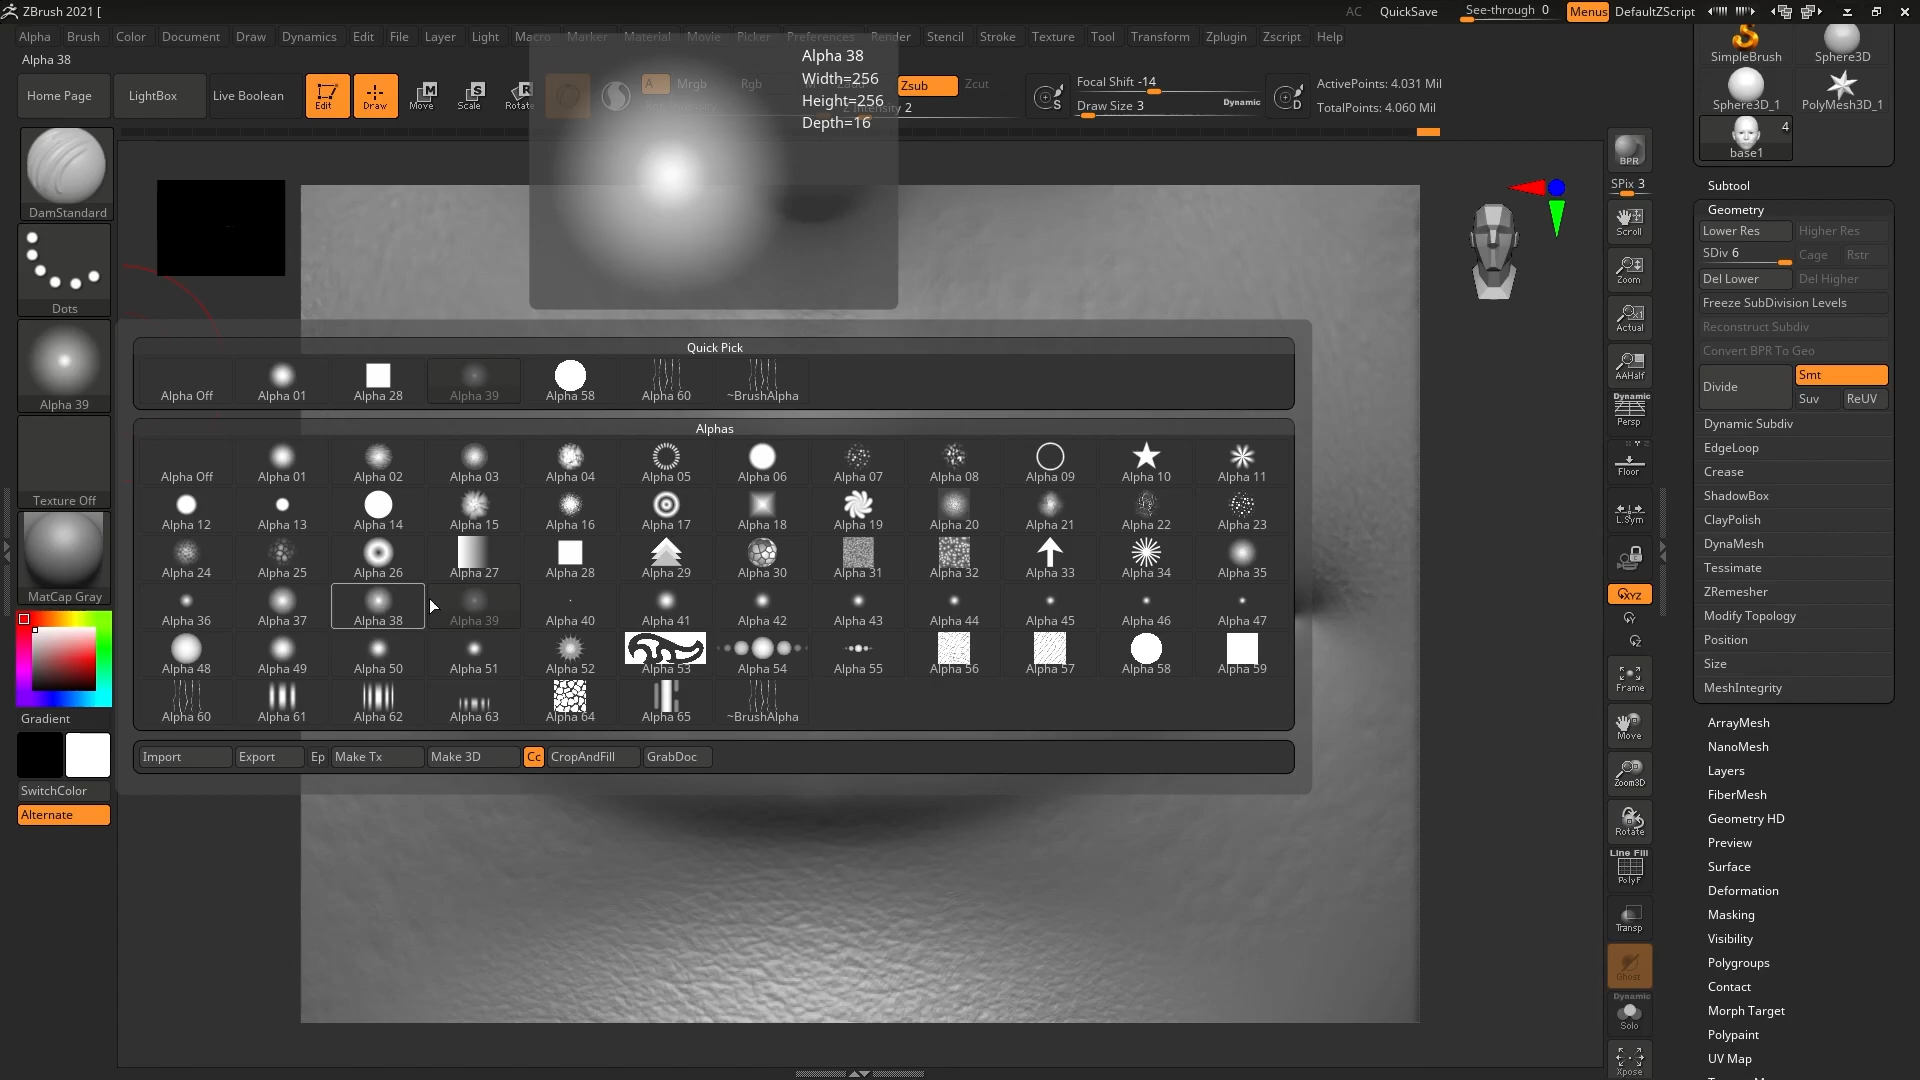 ZBrush 2021 [
AC QuickSave See-through 0 Menus DefaultZScript
Alpha Brush Color Document Draw Dynamics Edit File Layer Light Macro Marker Material Movie Picker Preferences Render Stencil Stroke Texture Tool Transform Zplugin Zscript Help
Alpha 38
Home Page
LightBox
Live Boolean
Edit
Draw
Move
Scale
Rotate
A
Mrgb
Rgb
Alpha 38
Width=256
Height=256
Depth=16
Zsub
Zcut
Z Intensity 2
S
Focal Shift -14
Draw Size 3
Dynamic
D
ActivePoints: 4.031 Mil
TotalPoints: 4.060 Mil
DamStandard
Dots
Alpha 39
Texture Off
MatCap Gray
Gradient
SwitchColor
Alternate
Quick Pick
Alpha Off Alpha 01 Alpha 28 Alpha 39 Alpha 58 Alpha 60 ~BrushAlpha
Alphas
Alpha Off Alpha 01 Alpha 02 Alpha 03 Alpha 04 Alpha 05 Alpha 06 Alpha 07 Alpha 08 Alpha 09 Alpha 10 Alpha 11
Alpha 12 Alpha 13 Alpha 14 Alpha 15 Alpha 16 Alpha 17 Alpha 18 Alpha 19 Alpha 20 Alpha 21 Alpha 22 Alpha 23
Alpha 24 Alpha 25 Alpha 26 Alpha 27 Alpha 28 Alpha 29 Alpha 30 Alpha 31 Alpha 32 Alpha 33 Alpha 34 Alpha 35
Alpha 36 Alpha 37 Alpha 38 Alpha 39 Alpha 40 Alpha 41 Alpha 42 Alpha 43 Alpha 44 Alpha 45 Alpha 46 Alpha 47
Alpha 48 Alpha 49 Alpha 50 Alpha 51 Alpha 52 Alpha 53 Alpha 54 Alpha 55 Alpha 56 Alpha 57 Alpha 58 Alpha 59
Alpha 60 Alpha 61 Alpha 62 Alpha 63 Alpha 64 Alpha 65 ~BrushAlpha
Import Export Ep Make Tx Make 3D Cc CropAndFill GrabDoc
BPR
SPix 3
Scroll
Zoom
Actual
AAHalf
Dynamic
Persp
Floor
L.Sym
XYZ
Y
Z
Frame
Move
Zoom3D
Rotate
Line Fill
PolyF
Transp
Ghost
Dynamic
Solo
Xpose
SimpleBrush Sphere3D
Sphere3D_1 PolyMesh3D_1
4
base1
Subtool
Geometry
Lower Res Higher Res
SDiv 6 Cage Rstr
Del Lower Del Higher
Freeze SubDivision Levels
Reconstruct Subdiv
Convert BPR To Geo
Divide
Smt
Suv ReUV
Dynamic Subdiv
EdgeLoop
Crease
ShadowBox
ClayPolish
DynaMesh
Tessimate
ZRemesher
Modify Topology
Position
Size
MeshIntegrity
ArrayMesh
NanoMesh
Layers
FiberMesh
Geometry HD
Preview
Surface
Deformation
Masking
Visibility
Polygroups
Contact
Morph Target
Polypaint
UV Map